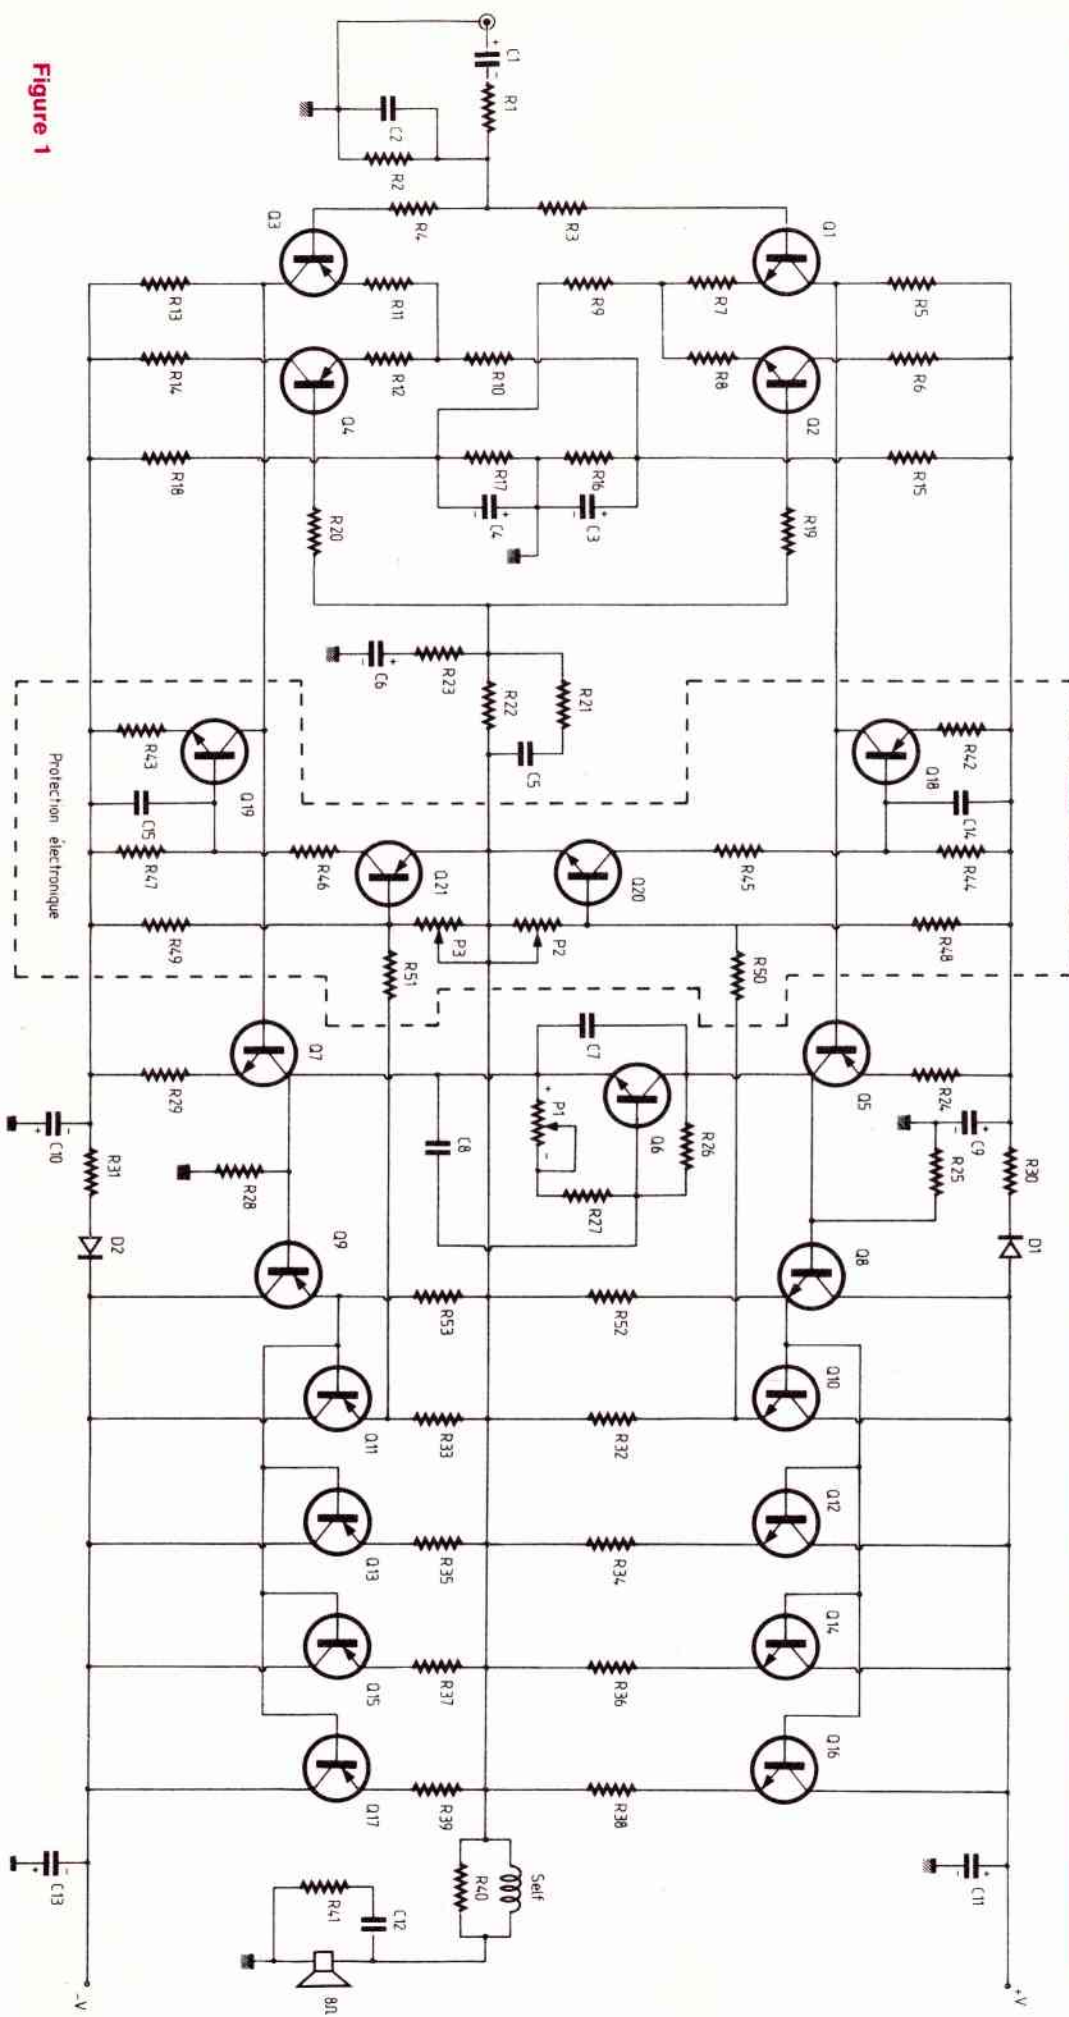 +V
R30
D1
R42
C14
R44
R48
R24
C9
R25
C11
R5
R6
R15
Q18
Q5
Q8
Q1
Q2
R19
Q10
Q12
Q14
Q16
R45
R50
R7
R8
R26
Q20
Q6
R52
R32
R34
R36
R38
R3
R9
R16
C3
R21
P2
C7
P1
R27
Self
C1
R1
R10
R17
C4
R22
C5
P3
C8
R40
R4
R11
R12
R23
Q21
R51
R53
R33
R35
R37
R39
C2
R2
C6
C12
Q4
R20
R46
Q9
Q11
Q13
Q15
Q17
R41
8Ω
Q3
Q19
Q7
R28
R13
R14
R18
R43
C15
R47
R49
R29
R31
D2
-V
Protection électronique
C10
C13
Figure 1